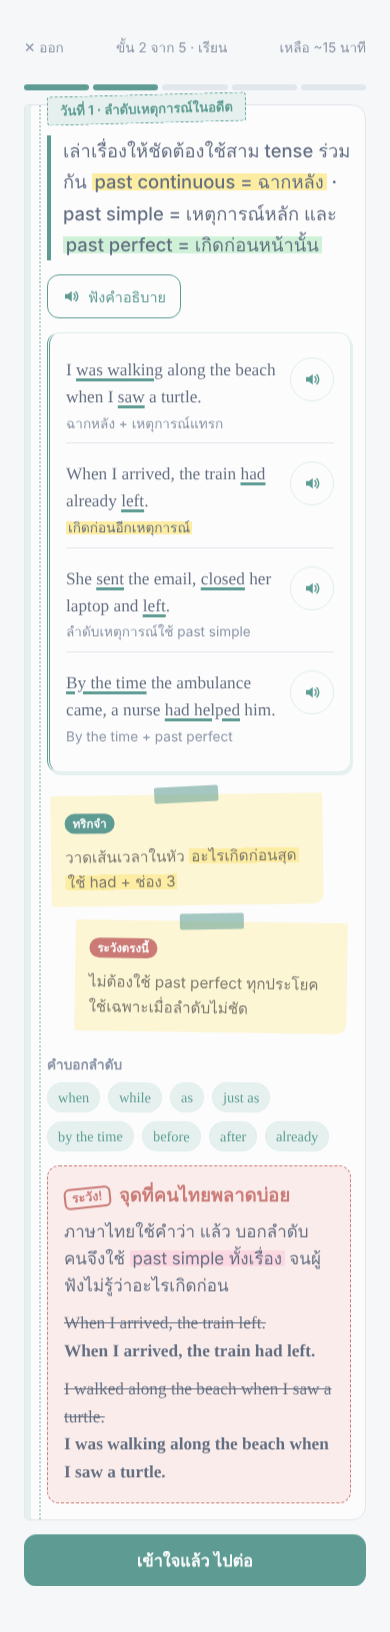 ✕ ออก
ขั้น 2 จาก 5 · เรียน
เหลือ ~15 นาที
วันที่ 1 · ลำดับเหตุการณ์ในอดีต
เล่าเรื่องให้ชัดต้องใช้สาม tense ร่วม
กัน past continuous = ฉากหลัง ·
past simple = เหตุการณ์หลัก และ
past perfect = เกิดก่อนหน้านั้น
ฟังคำอธิบาย
I was walking along the beach
when I saw a turtle.
ฉากหลัง + เหตุการณ์แทรก
When I arrived, the train had
already left.
เกิดก่อนอีกเหตุการณ์
She sent the email, closed her
laptop and left.
ลำดับเหตุการณ์ใช้ past simple
By the time the ambulance
came, a nurse had helped him.
By the time + past perfect
ทริกจำ
วาดเส้นเวลาในหัว อะไรเกิดก่อนสุด
ใช้ had + ช่อง 3
ระวังตรงนี้
ไม่ต้องใช้ past perfect ทุกประโยค
ใช้เฉพาะเมื่อลำดับไม่ชัด
คำบอกลำดับ
when while as just as
by the time before after already
ระวัง! จุดที่คนไทยพลาดบ่อย
ภาษาไทยใช้คำว่า แล้ว บอกลำดับ
คนจึงใช้ past simple ทั้งเรื่อง จนผู้
ฟังไม่รู้ว่าอะไรเกิดก่อน
When I arrived, the train left.
When I arrived, the train had left.
I walked along the beach when I saw a
turtle.
I was walking along the beach when
I saw a turtle.
เข้าใจแล้ว ไปต่อ